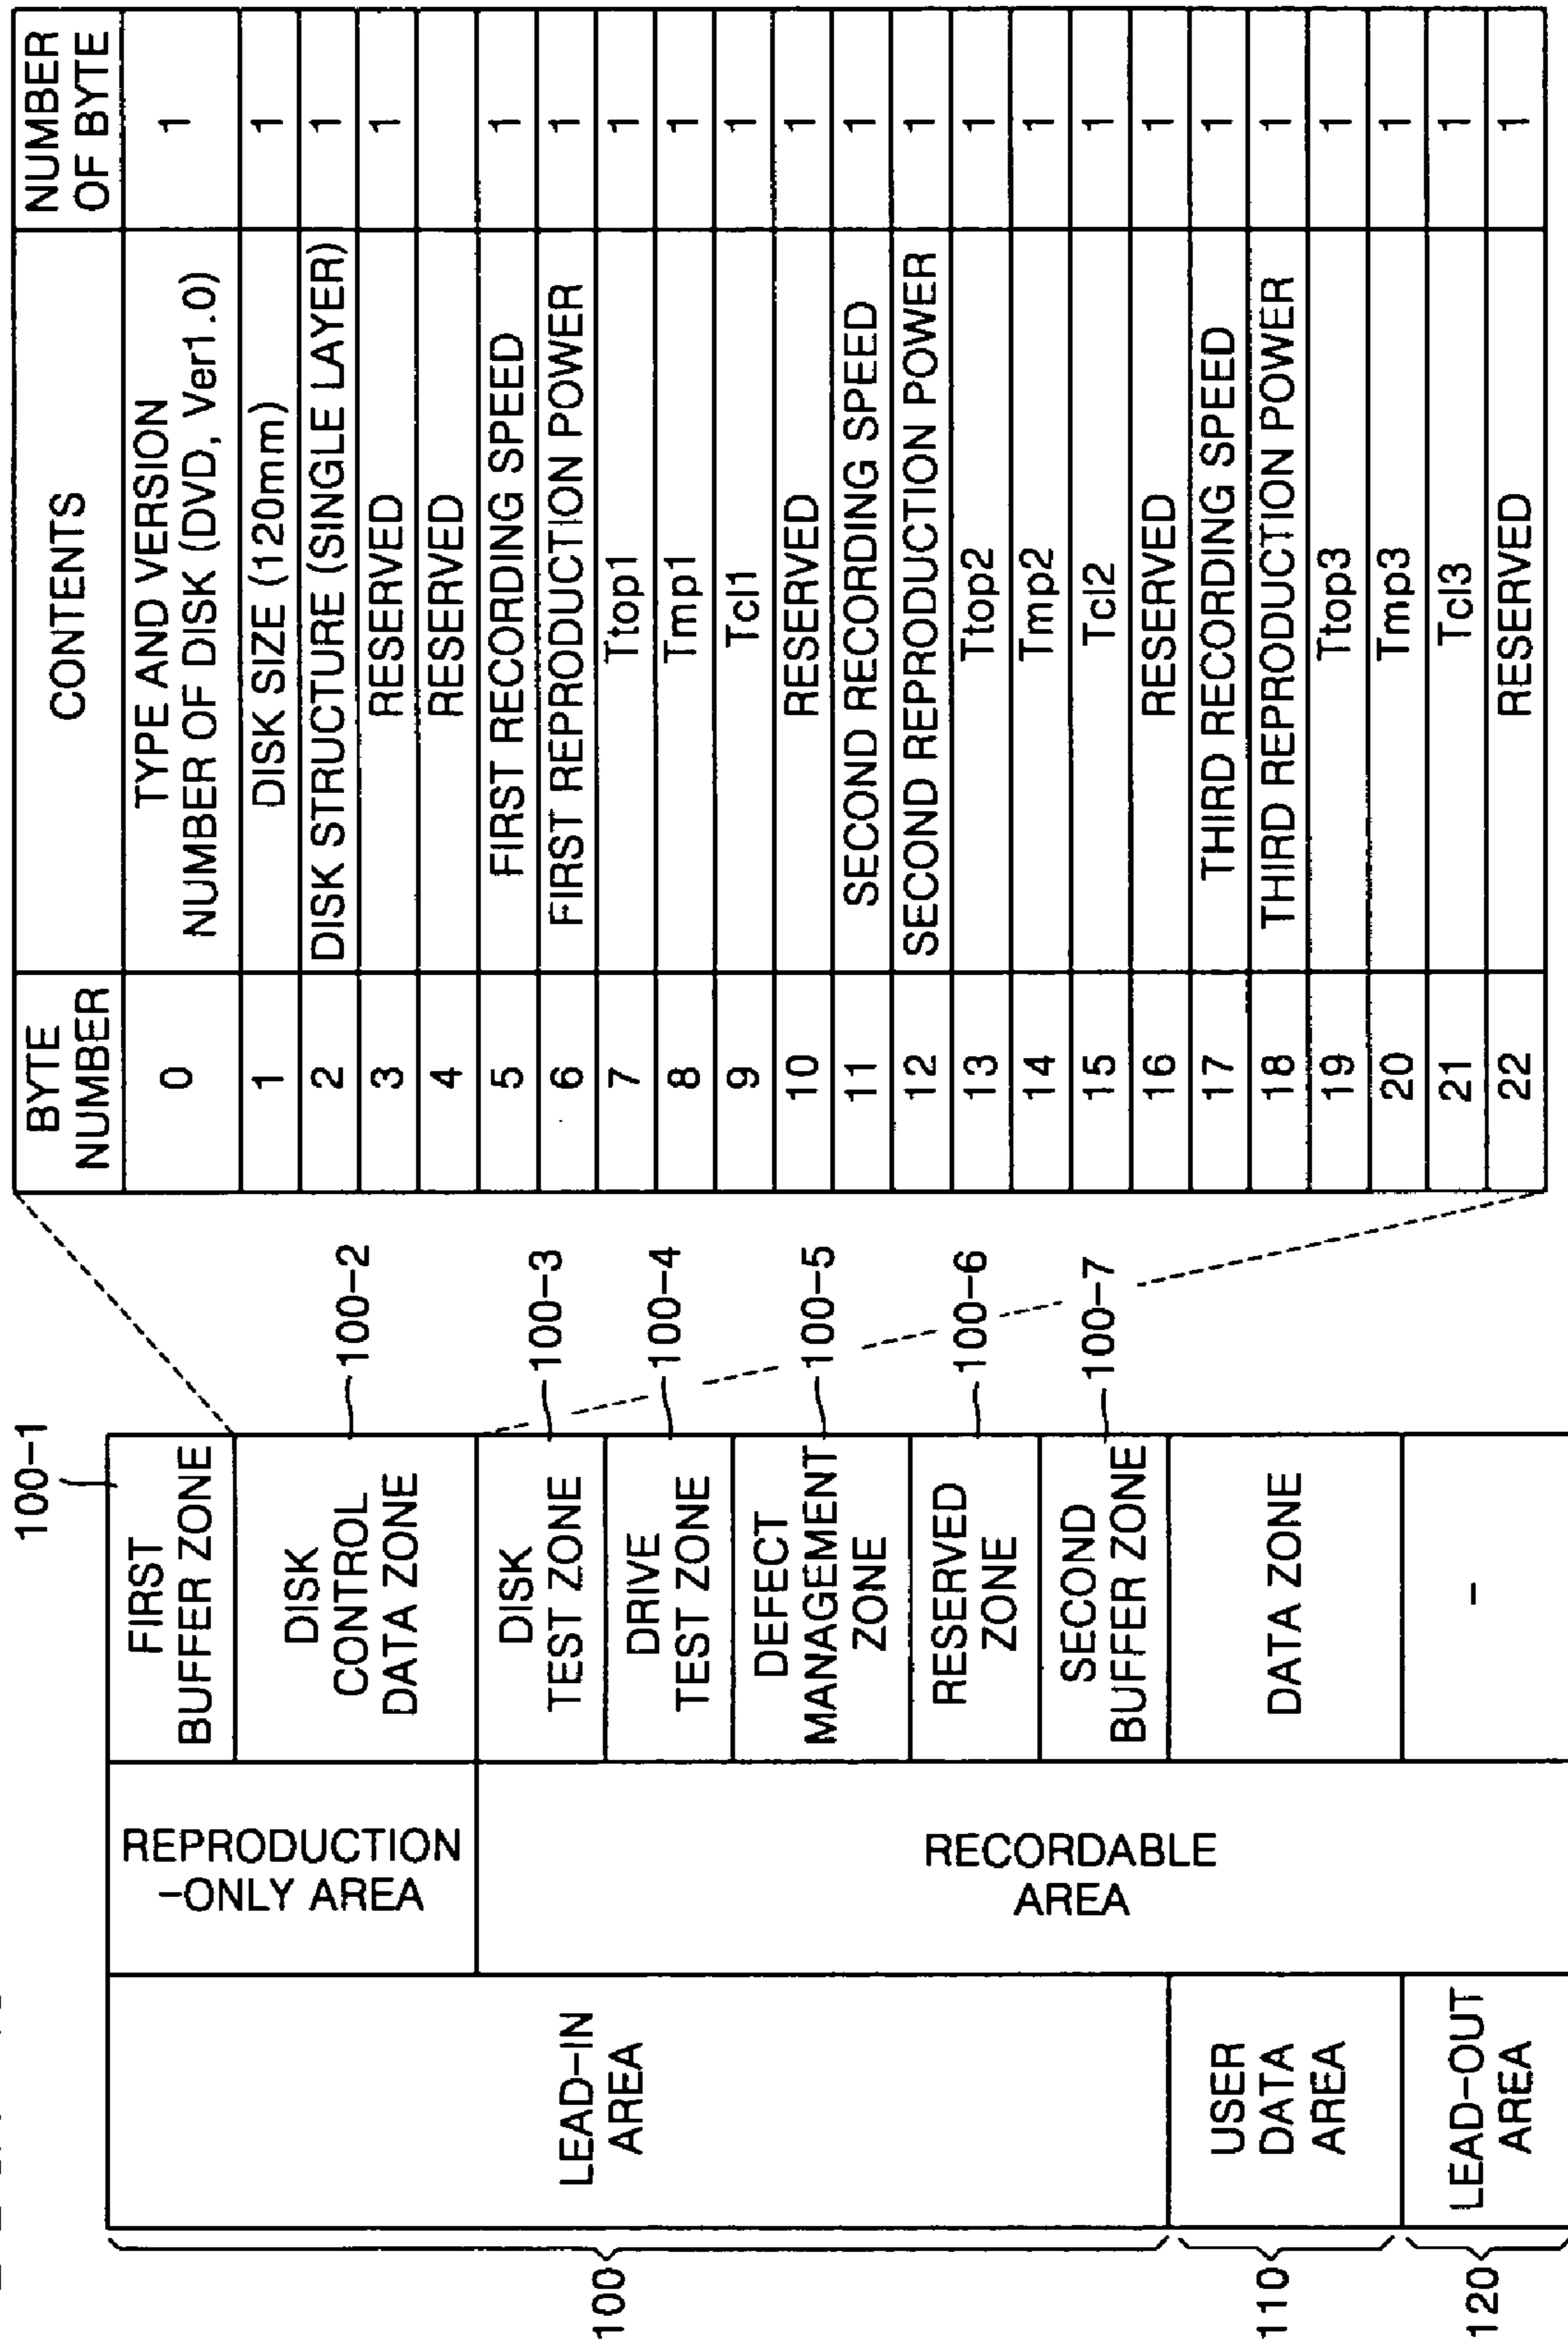 100
110
120
LEAD-IN
AREA
USER
DATA
AREA
LEAD-OUT
AREA
REPRODUCTION
-ONLY AREA
RECORDABLE
AREA
FIRST
BUFFER ZONE
DISK
CONTROL
DATA ZONE
DISK
TEST ZONE
DRIVE
TEST ZONE
DEFECT
MANAGEMENT
ZONE
RESERVED
ZONE
SECOND
BUFFER ZONE
DATA ZONE
-
100-1
100-2
100-3
100-4
100-5
100-6
100-7
BYTE
NUMBER
CONTENTS
NUMBER
OF BYTE
0
TYPE AND VERSION
NUMBER OF DISK (DVD, Ver1.0)
1
1 DISK SIZE (120mm) 1
2 DISK STRUCTURE (SINGLE LAYER) 1
3 RESERVED 1
4 RESERVED
5 FIRST RECORDING SPEED 1
6 FIRST REPRODUCTION POWER 1
7 Ttop1 1
8 Tmp1 1
9 Tcl1 1
10 RESERVED 1
11 SECOND RECORDING SPEED 1
12 SECOND REPRODUCTION POWER 1
13 Ttop2 1
14 Tmp2 1
15 Tcl2 1
16 RESERVED 1
17 THIRD RECORDING SPEED 1
18 THIRD REPRODUCTION POWER 1
19 Ttop3 1
20 Tmp3 1
21 Tcl3 1
22 RESERVED 1